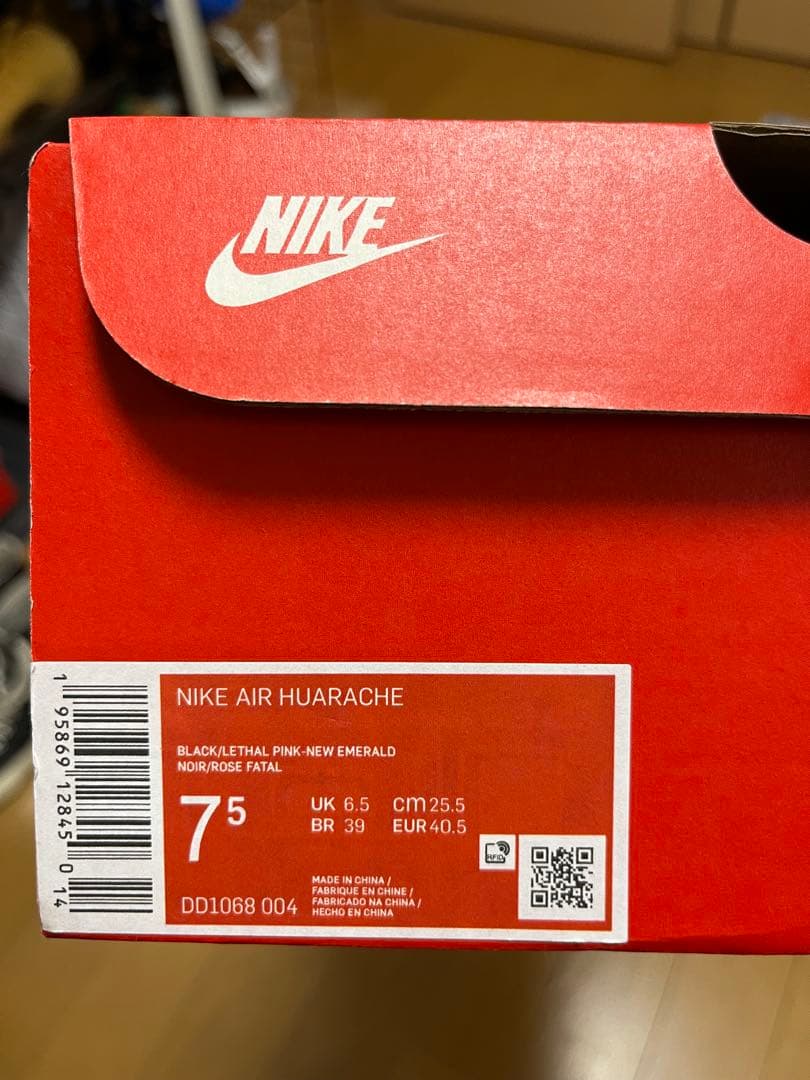 NIKE
NIKE AIR HUARACHE
BLACK/LETHAL PINK-NEW EMERALD
NOIR/ROSE FATAL
7 5
UK 6.5 cm 25.5
BR 39 EUR 40.5
RFID
MADE IN CHINA /
FABRIQUE EN CHINE /
FABRICADO NA CHINA /
HECHO EN CHINA
DD1068 004
1 95869 12845 0 14